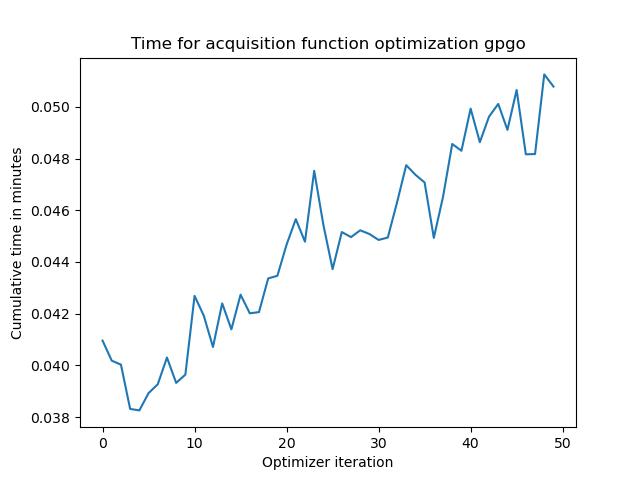 Time for acquisition function optimization gpgo
Cumulative time in minutes
0.050
0.048
0.046
0.044
0.042
0.040
0.038
0 10 20 30 40 50
Optimizer iteration